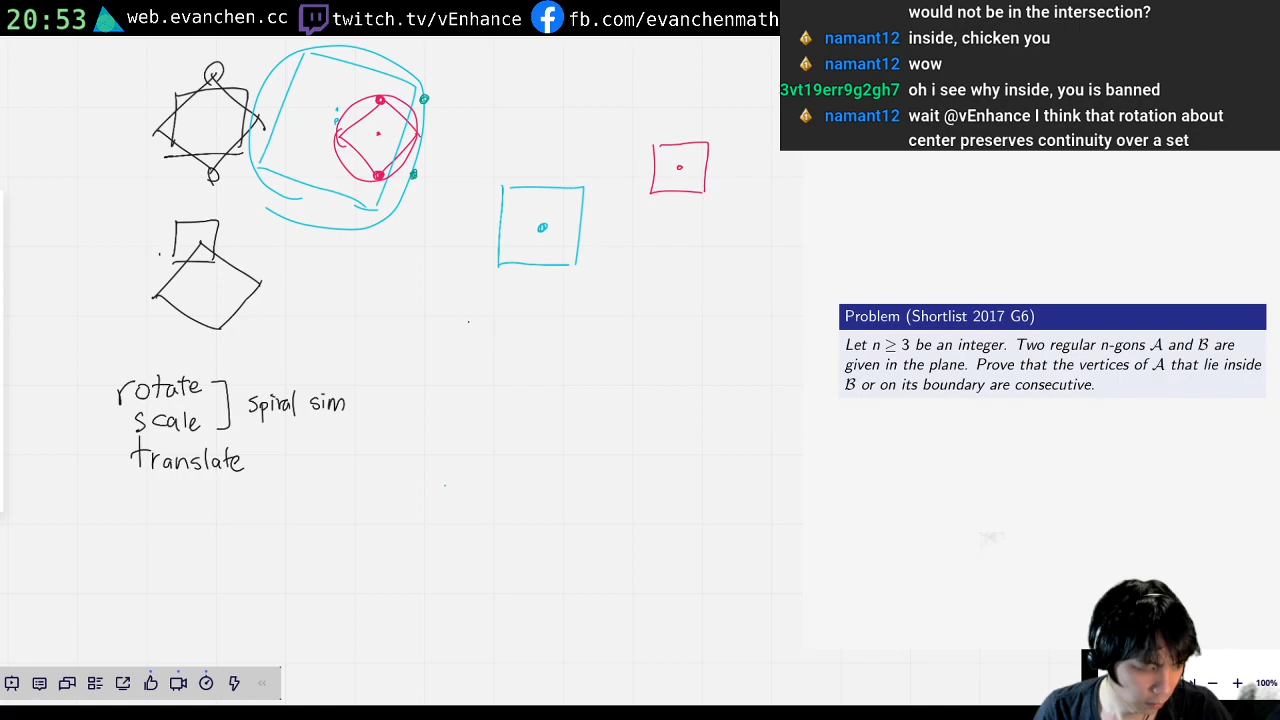 20:53 web.evanchen.cc twitch.tv/vEnhance fb.com/evanchenmath
would not be in the intersection?
namant12 inside, chicken you
namant12 wow
3vt19err9g2gh7 oh i see why inside, you is banned
namant12 wait @vEnhance I think that rotation about
center preserves continuity over a set
Problem (Shortlist 2017 G6)
Let n ≥ 3 be an integer. Two regular n-gons 𝒜 and ℬ are
given in the plane. Prove that the vertices of 𝒜 that lie inside
ℬ or on its boundary are consecutive.
rotate
scale
spiral sim
translate
100%